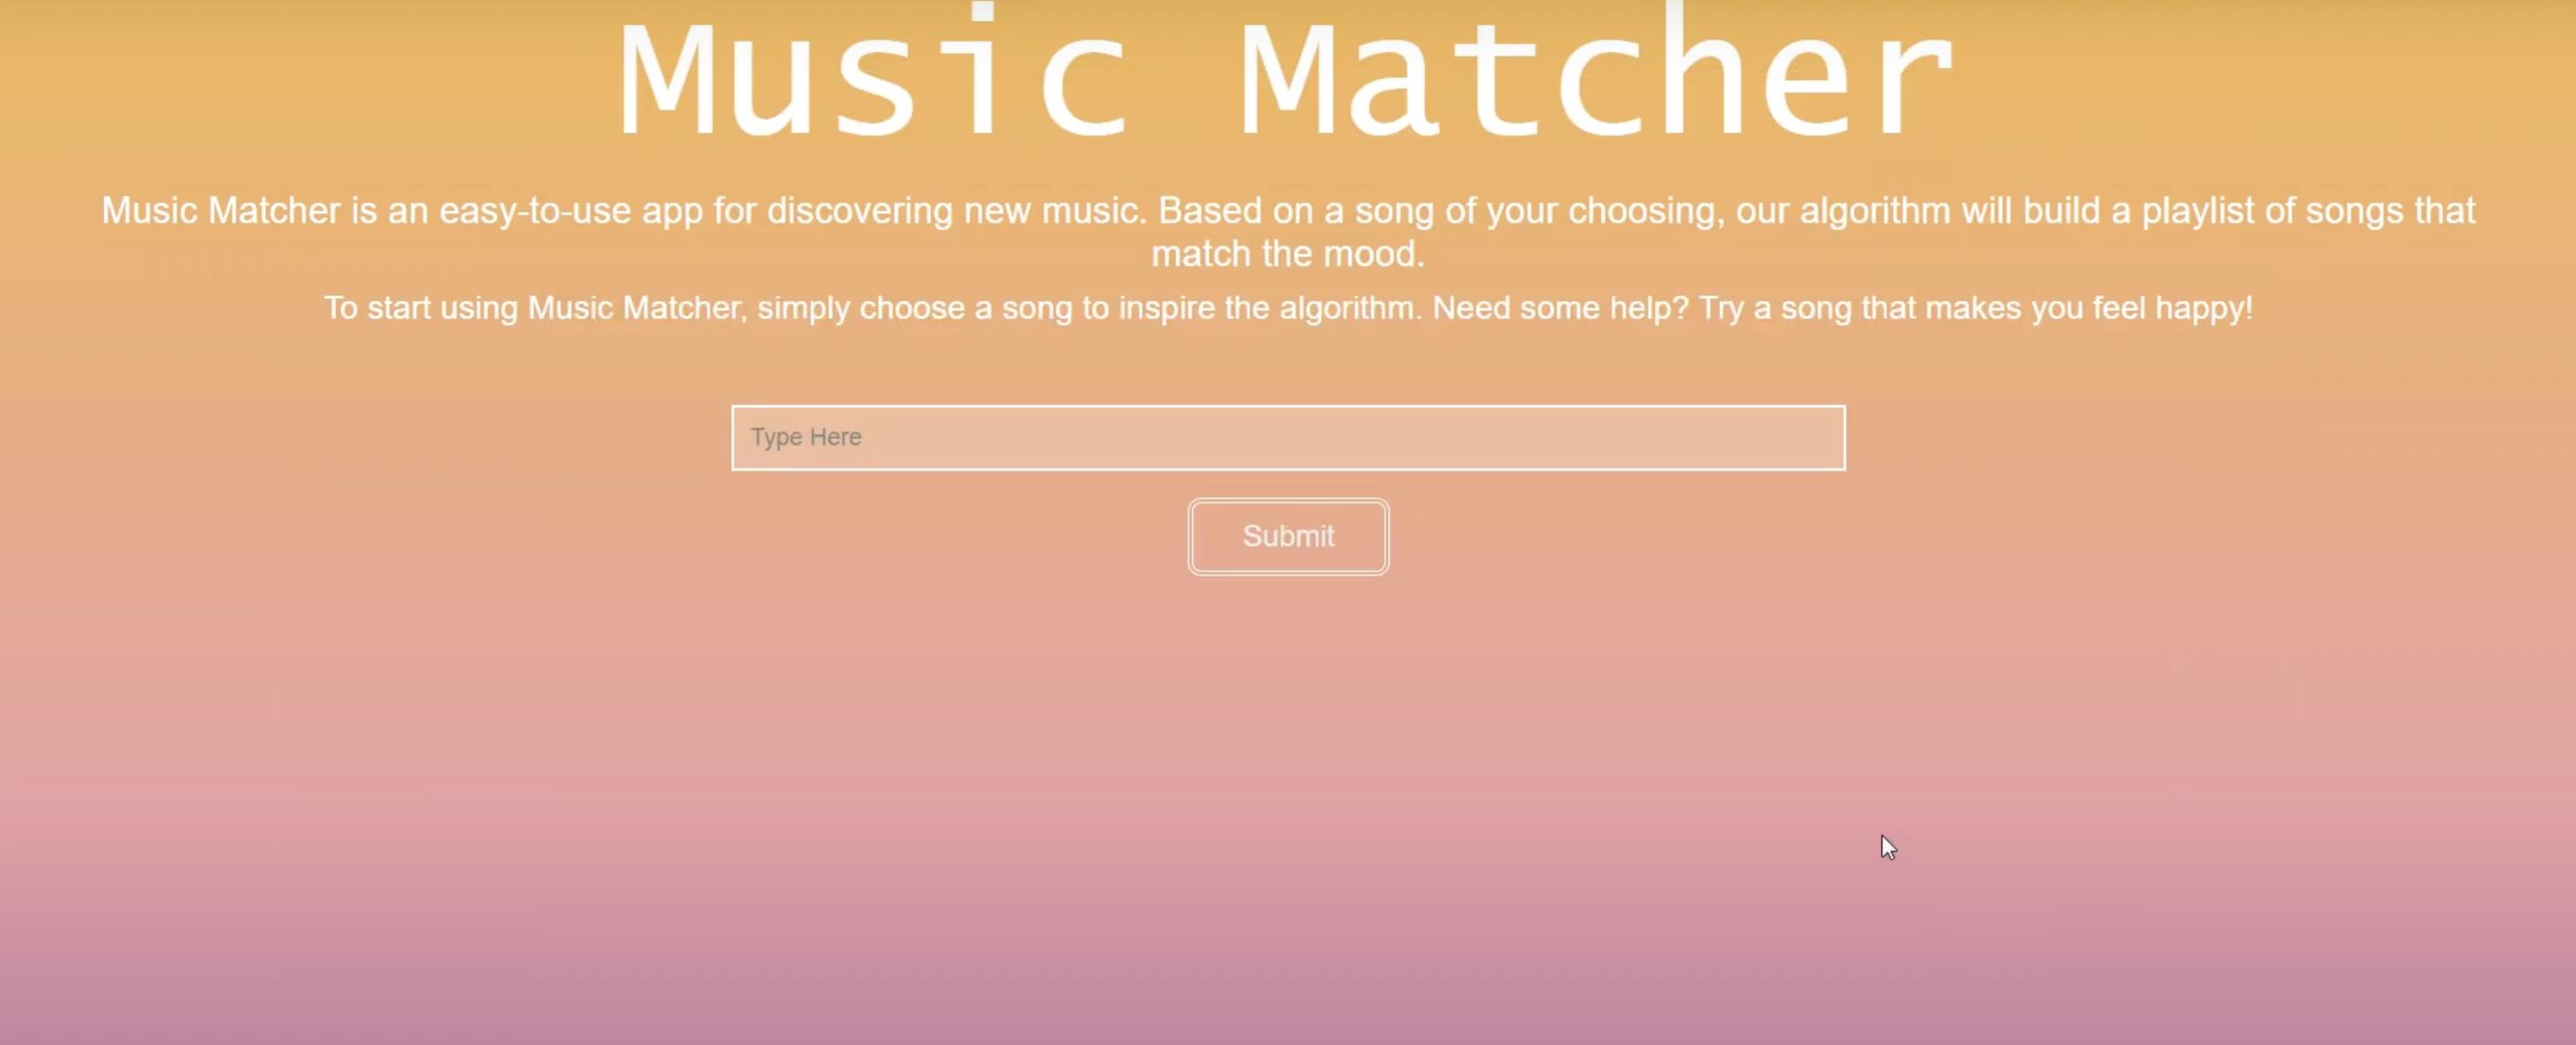 Music Matcher
Music Matcher is an easy-to-use app for discovering new music. Based on a song of your choosing, our algorithm will build a playlist of songs that
match the mood.
To start using Music Matcher, simply choose a song to inspire the algorithm. Need some help? Try a song that makes you feel happy!
Type Here
Submit